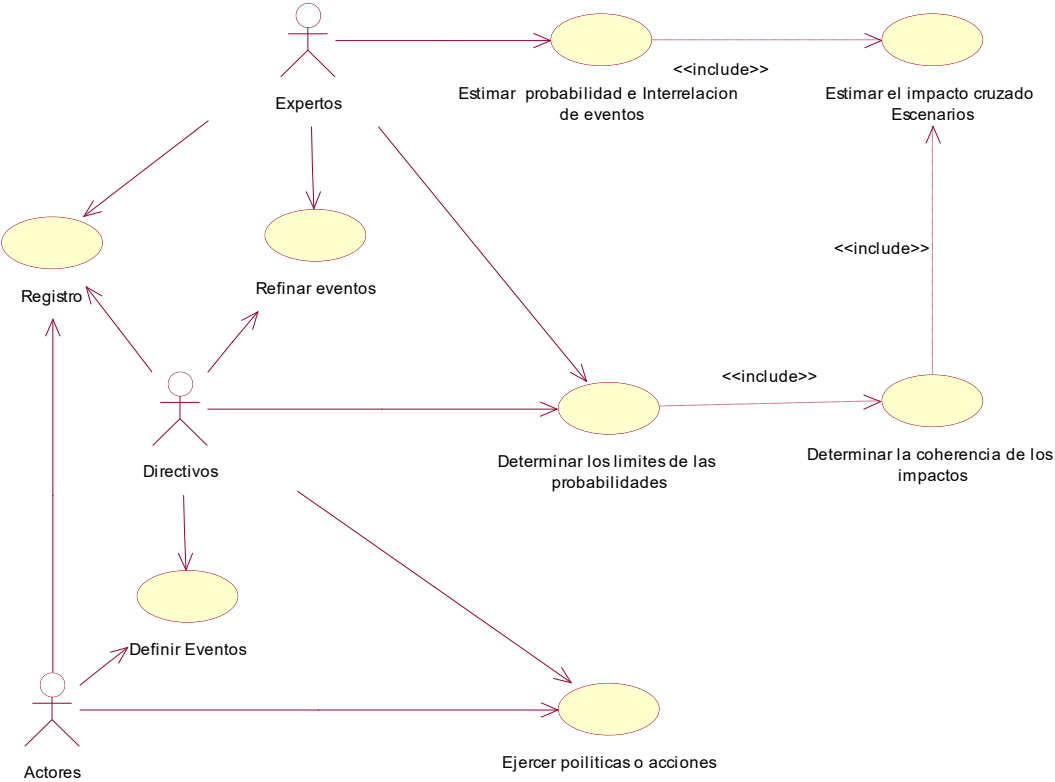 <<include>>
Estimar probabilidad e Interrelacion
de eventos
Estimar el impacto cruzado
Escenarios
Expertos
<<include>>
Refinar eventos
Registro
<<include>>
Determinar los limites de las
probabilidades
Determinar la coherencia de los
impactos
Directivos
Definir Eventos
Ejercer poiliticas o acciones
Actores